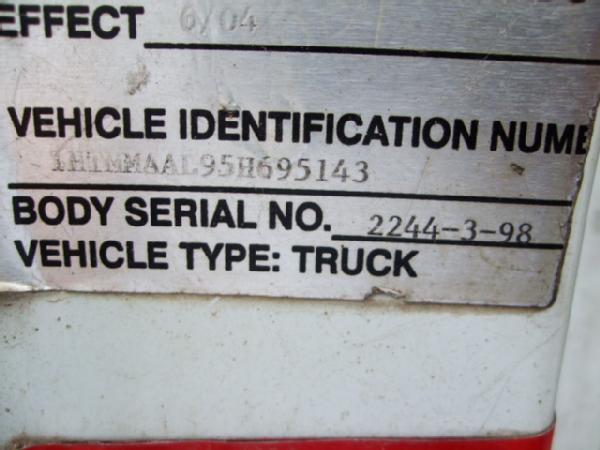 EFFECT 6/04
VEHICLE IDENTIFICATION NUMB
1HTMMAAL95H695143
BODY SERIAL NO. 2244-3-98
VEHICLE TYPE: TRUCK